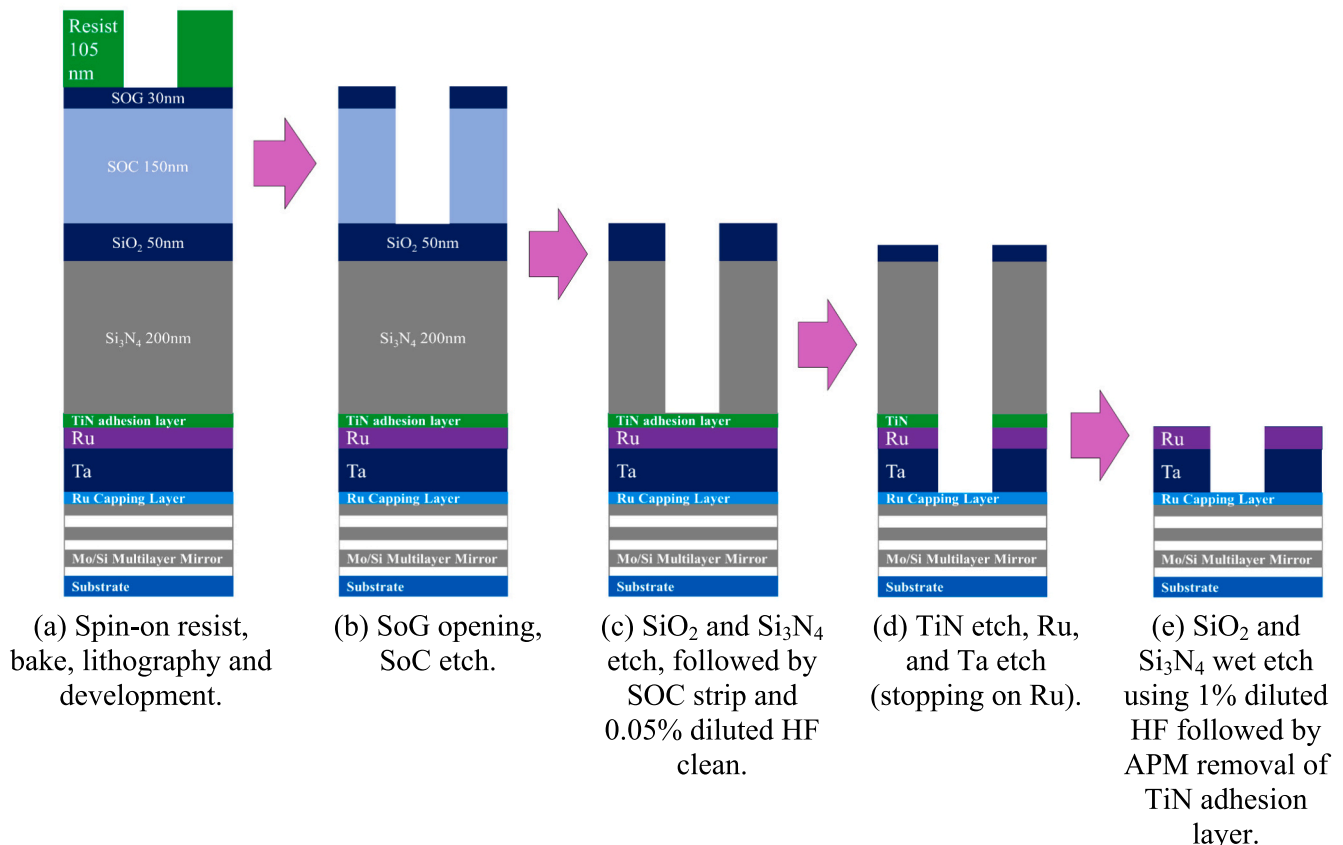 Resist
105
nm
SOG 30nm
SOC 150nm
SiO₂ 50nm
Si₃N₄ 200nm
TiN adhesion layer
Ru
Ta
Ru Capping Layer
Mo/Si Multilayer Mirror
Substrate
(a) Spin-on resist,
bake, lithography and
development.
SiO₂ 50nm
Si₃N₄ 200nm
TiN adhesion layer
Ru
Ta
Ru Capping Layer
Mo/Si Multilayer Mirror
Substrate
(b) SoG opening,
SoC etch.
TiN adhesion layer
Ru
Ta
Ru Capping Layer
Mo/Si Multilayer Mirror
Substrate
(c) SiO₂ and Si₃N₄
etch, followed by
SOC strip and
0.05% diluted HF
clean.
TiN
Ru
Ta
Ru Capping Layer
Mo/Si Multilayer Mirror
Substrate
(d) TiN etch, Ru,
and Ta etch
(stopping on Ru).
Ru
Ta
Ru Capping Layer
Mo/Si Multilayer Mirror
Substrate
(e) SiO₂ and
Si₃N₄ wet etch
using 1% diluted
HF followed by
APM removal of
TiN adhesion
layer.